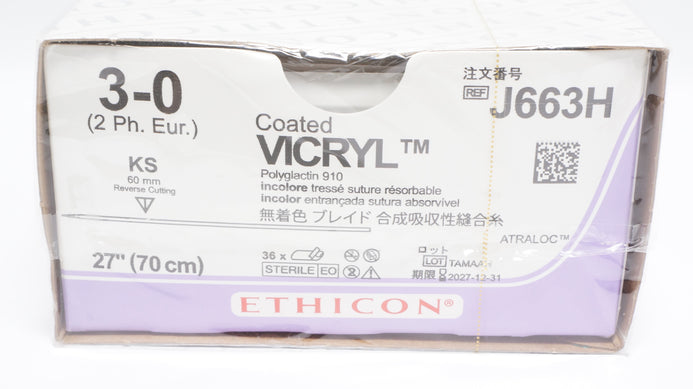 3-0
(2 Ph. Eur.)
KS
60 mm
Reverse Cutting
27" (70 cm)
Coated
VICRYL™
Polyglactin 910
incolore tressé suture résorbable
incolor entrançada sutura absorvível
無着色 ブレイド 合成吸収性縫合糸
36 x
STERILE EO
注文番号
REF J663H
ATRALOC™
ロット
LOT TAMAAH
期限 2027-12-31
ETHICON®